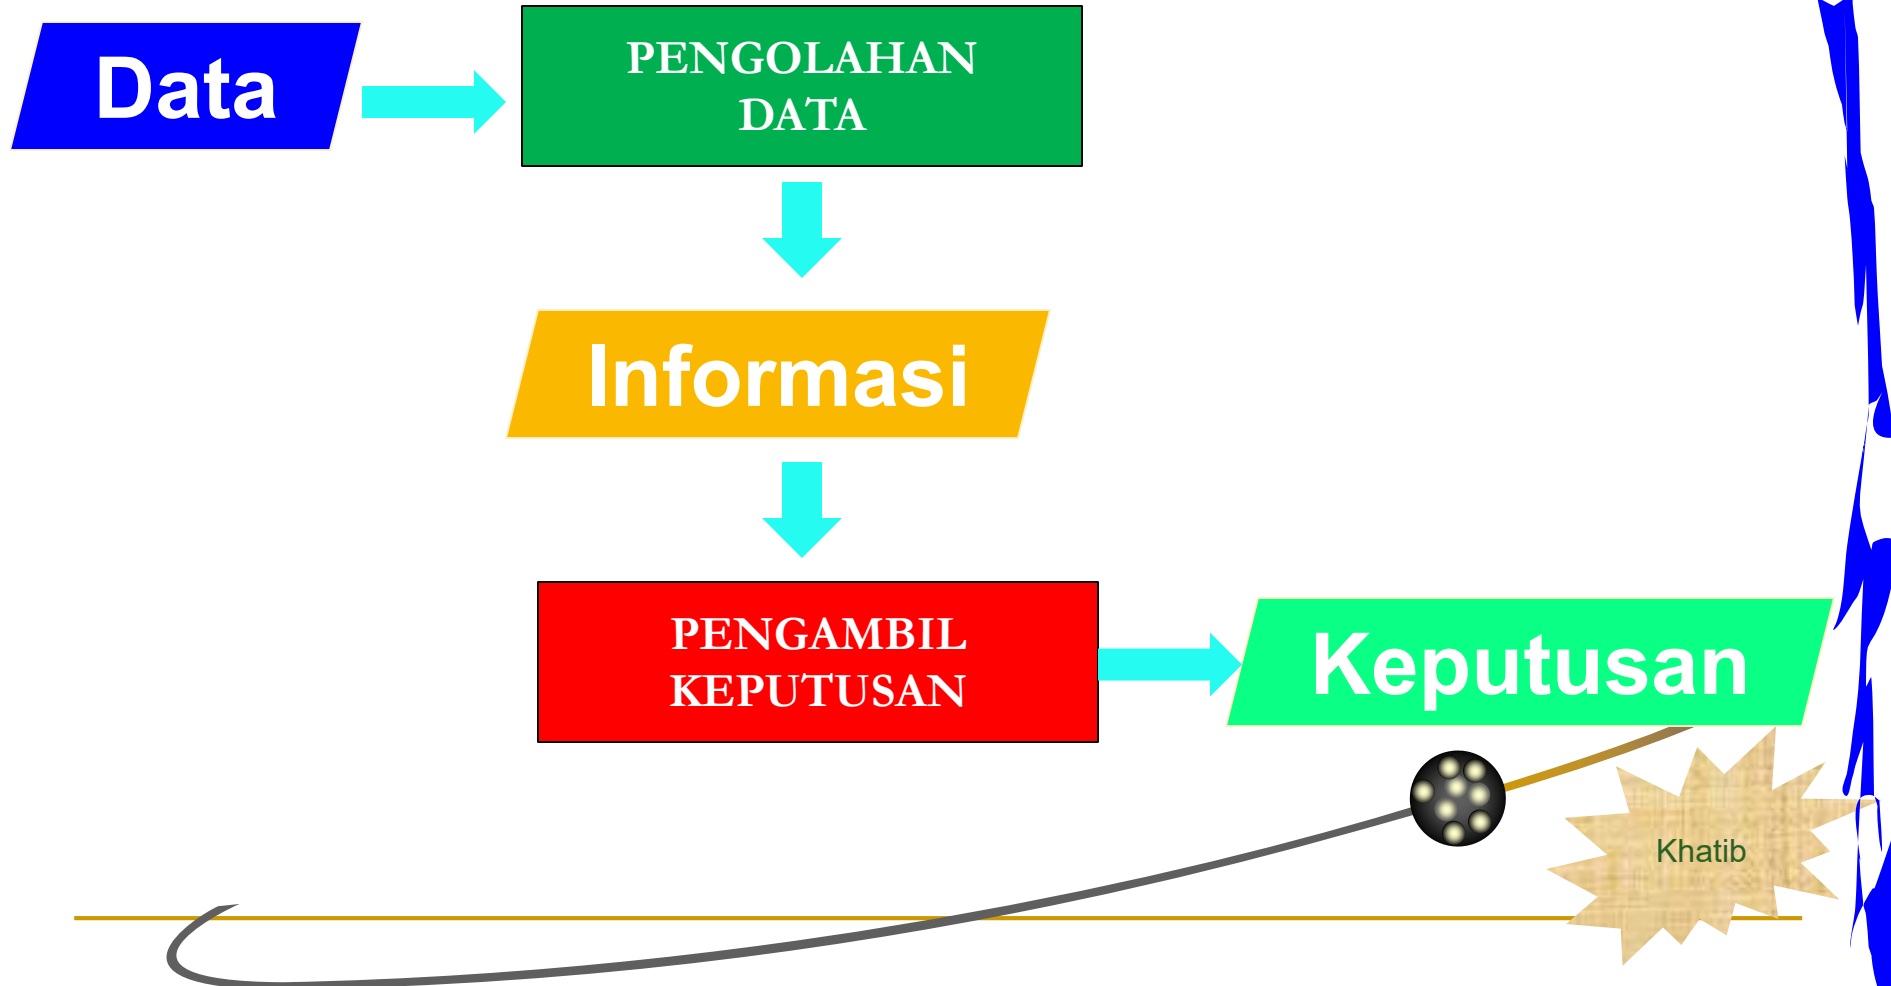 Data
PENGOLAHAN
DATA
Informasi
PENGAMBIL
KEPUTUSAN
Keputusan
Khatib